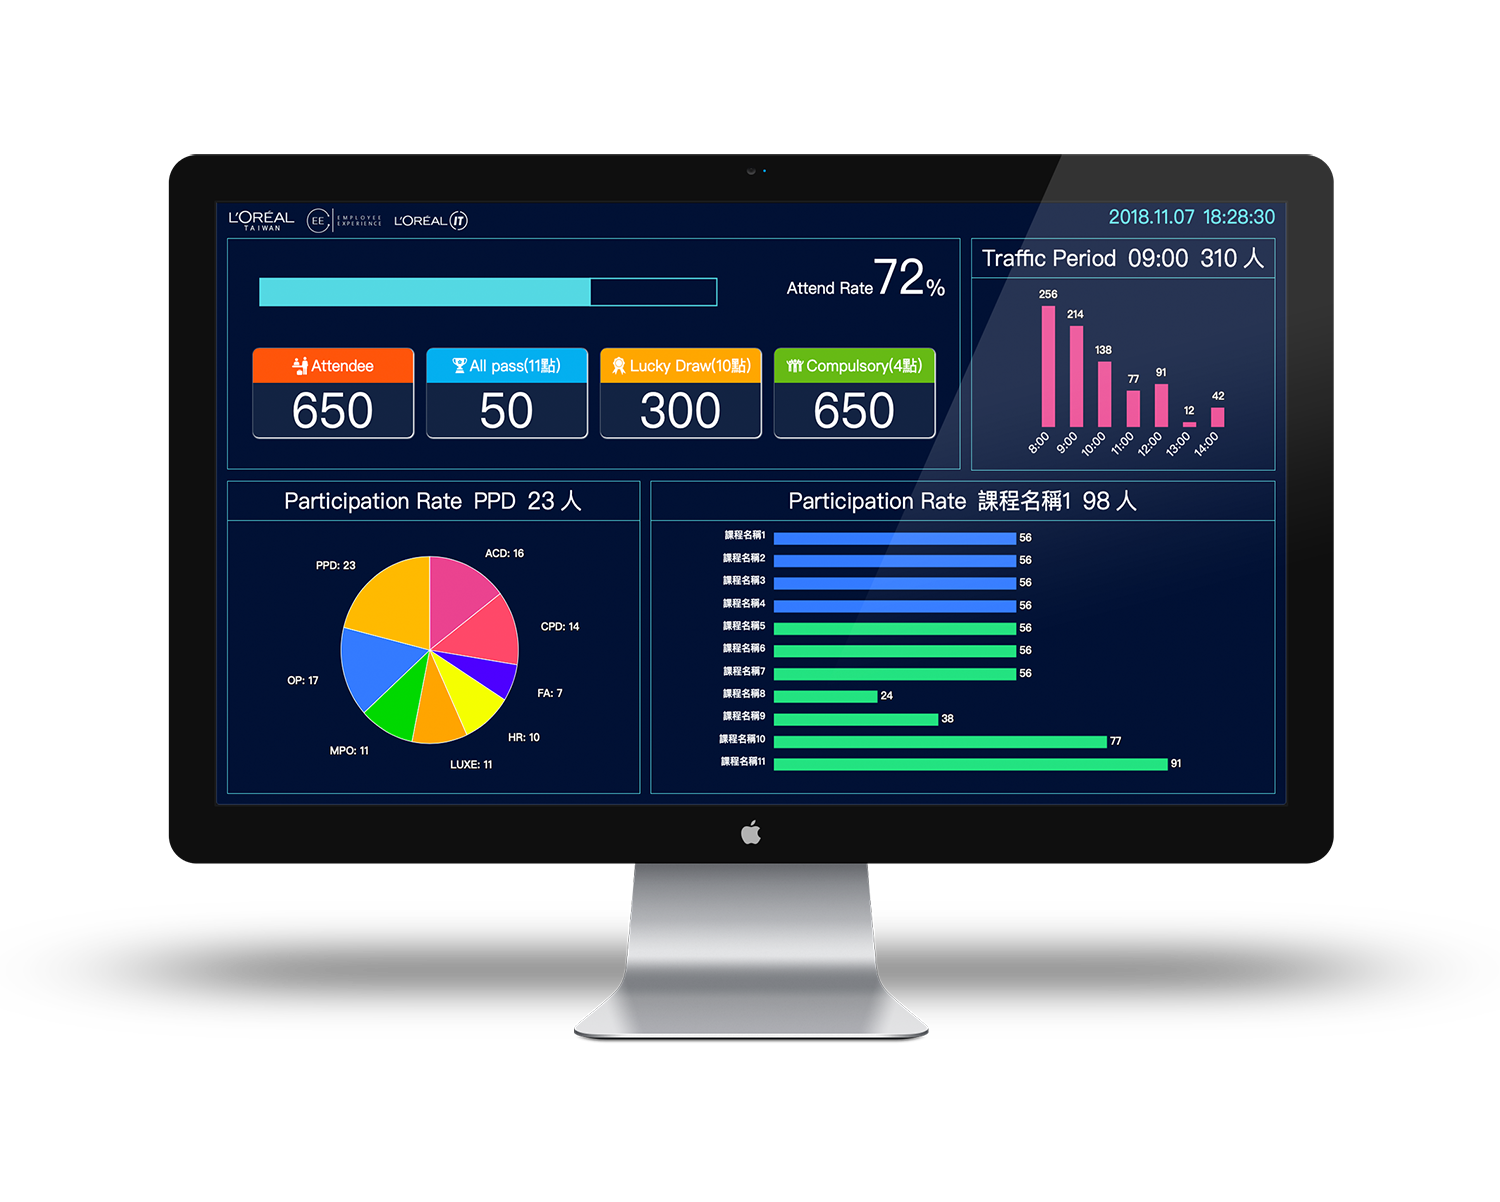 L'ORÉAL
TAIWAN
EE
EMPLOYEE
EXPERIENCE
L'ORÉAL IT
2018.11.07 18:28:30
Attend Rate 72%
Attendee
650
All pass(11點)
50
Lucky Draw(10點)
300
Compulsory(4點)
650
Traffic Period 09:00 310 人
256
214
138
77
91
12
42
8:00
9:00
10:00
11:00
12:00
13:00
14:00
Participation Rate PPD 23 人
ACD: 16
PPD: 23
CPD: 14
OP: 17
FA: 7
HR: 10
MPO: 11
LUXE: 11
Participation Rate 課程名稱1 98 人
課程名稱1 56
課程名稱2 56
課程名稱3 56
課程名稱4 56
課程名稱5 56
課程名稱6 56
課程名稱7 56
課程名稱8 24
課程名稱9 38
課程名稱10 77
課程名稱11 91